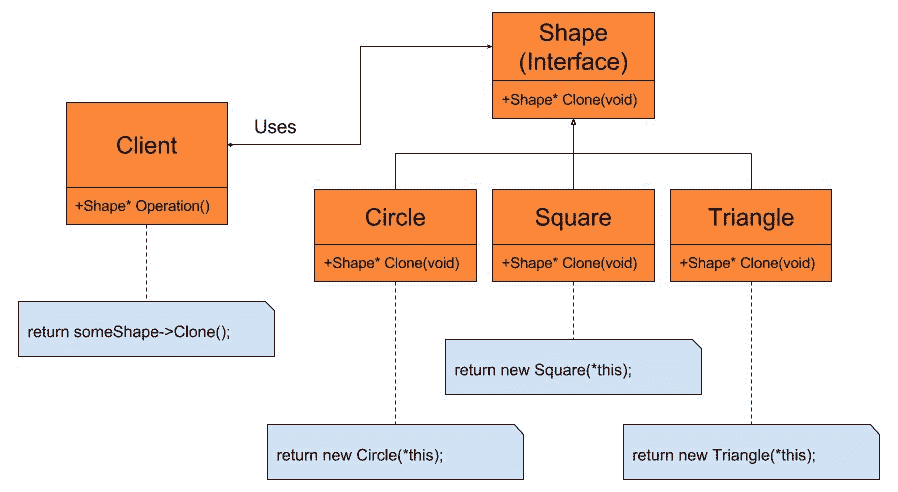 Shape
(Interface)
+Shape* Clone(void)
Uses
Client
+Shape* Operation()
Circle
+Shape* Clone(void)
Square
+Shape* Clone(void)
Triangle
+Shape* Clone(void)
return someShape->Clone();
return new Square(*this);
return new Circle(*this);
return new Triangle(*this);